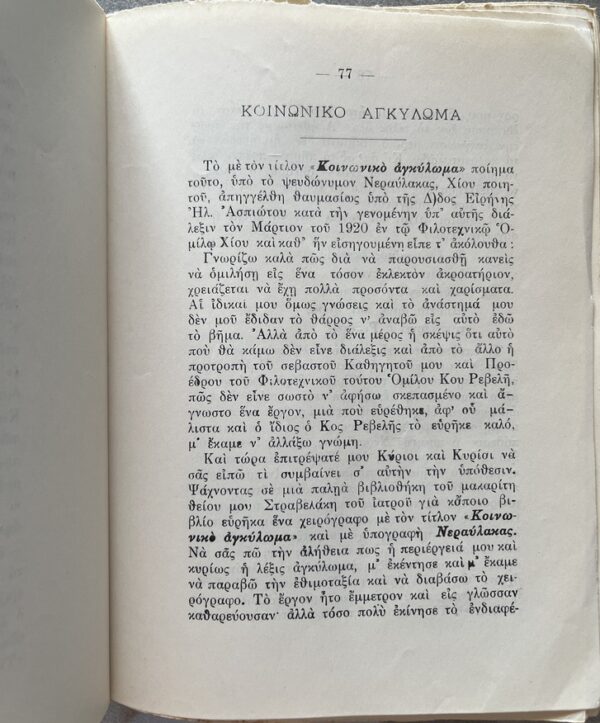 — 77 —
ΚΟΙΝΩΝΙΚΟ ΑΓΚΥΛΩΜΑ
Τὸ μὲ τὸν τίτλον «Κοινωνικὸ ἀγκύλωμα» ποίημα
τοῦτο, ὑπὸ τὸ ψευδώνυμον Νεραύλακας, Χίου ποιη-
τοῦ, ἀπηγγέλθη θαυμασίως ὑπὸ τῆς Δ)δος Εἰρήνης
Ἠλ. Ἀσπιώτου κατὰ τὴν γενομένην ὑπ' αὐτῆς διά-
λεξιν τὸν Μάρτιον τοῦ 1920 ἐν τῷ Φιλοτεχνικῷ Ὁ-
μίλῳ Χίου καὶ καθ' ἣν εἰσηγουμένη εἶπε τ' ἀκόλουθα :
Γνωρίζω καλὰ πῶς διὰ νὰ παρουσιασθῇ κανεὶς
νὰ ὁμιλήσῃ εἰς ἕνα τόσον ἐκλεκτὸν ἀκροατήριον,
χρειάζεται νὰ ἔχῃ πολλὰ προσόντα καὶ χαρίσματα.
Αἱ ἰδικαί μου ὅμως γνώσεις καὶ τὸ ἀνάστημά μου
δὲν μοῦ ἔδιδαν τὸ θάρρος ν' ἀναβῶ εἰς αὐτὸ ἐδῶ
τὸ βῆμα. Ἀλλὰ ἀπὸ τὸ ἕνα μέρος ἡ σκέψις ὅτι αὐτὸ
ποὺ θὰ κάμω δὲν εἶνε διάλεξις καὶ ἀπὸ τὸ ἄλλο ἡ
προτροπὴ τοῦ σεβαστοῦ Καθηγητοῦ μου καὶ Προ-
έδρου τοῦ Φιλοτεχνικοῦ τούτου Ὁμίλου Κου Ρεβελῆ,
πῶς δὲν εἶνε σωστὸ ν' ἀφήσω σκεπασμένο καὶ ἄ-
γνωστο ἕνα ἔργον, μιὰ ποὺ εὑρέθηκε, ἀφ' οὗ μά-
λιστα καὶ ὁ ἴδιος ὁ Κος Ρεβελῆς τὸ εὑρῆκε καλό,
μ' ἔκαμε ν' ἀλλάξω γνώμη.
Καὶ τώρα ἐπιτρέψατέ μου Κύριοι καὶ Κυρίαι νὰ
σᾶς εἰπῶ τὶ συμβαίνει σ' αὐτὴν τὴν ὑπόθεσιν.
Ψάχνοντας σὲ μιὰ παληὰ βιβλιοθήκη τοῦ μακαρίτη
θείου μου Στραβελάκη τοῦ ἰατροῦ γιὰ κᾄποιο βι-
βλίο εὑρῆκα ἕνα χειρόγραφο μὲ τὸν τίτλον «Κοινω-
νικὸ ἀγκύλωμα» καὶ μὲ ὑπογραφὴ Νεραύλακας.
Νὰ σᾶς πῶ τὴν ἀλήθεια πως ἡ περιέργειά μου καὶ
κυρίως ἡ λέξις ἀγκύλωμα, μ' ἐκέντησε καὶ μ' ἔκαμε
νὰ παραβῶ τὴν ἐθιμοταξία καὶ νὰ διαβάσω τὸ χει-
ρόγραφο. Τὸ ἔργον ἦτο ἔμμετρον καὶ εἰς γλῶσσαν
καθαρεύουσαν· ἀλλὰ τόσο πολὺ ἐκίνησε τὸ ἐνδιαφέ-